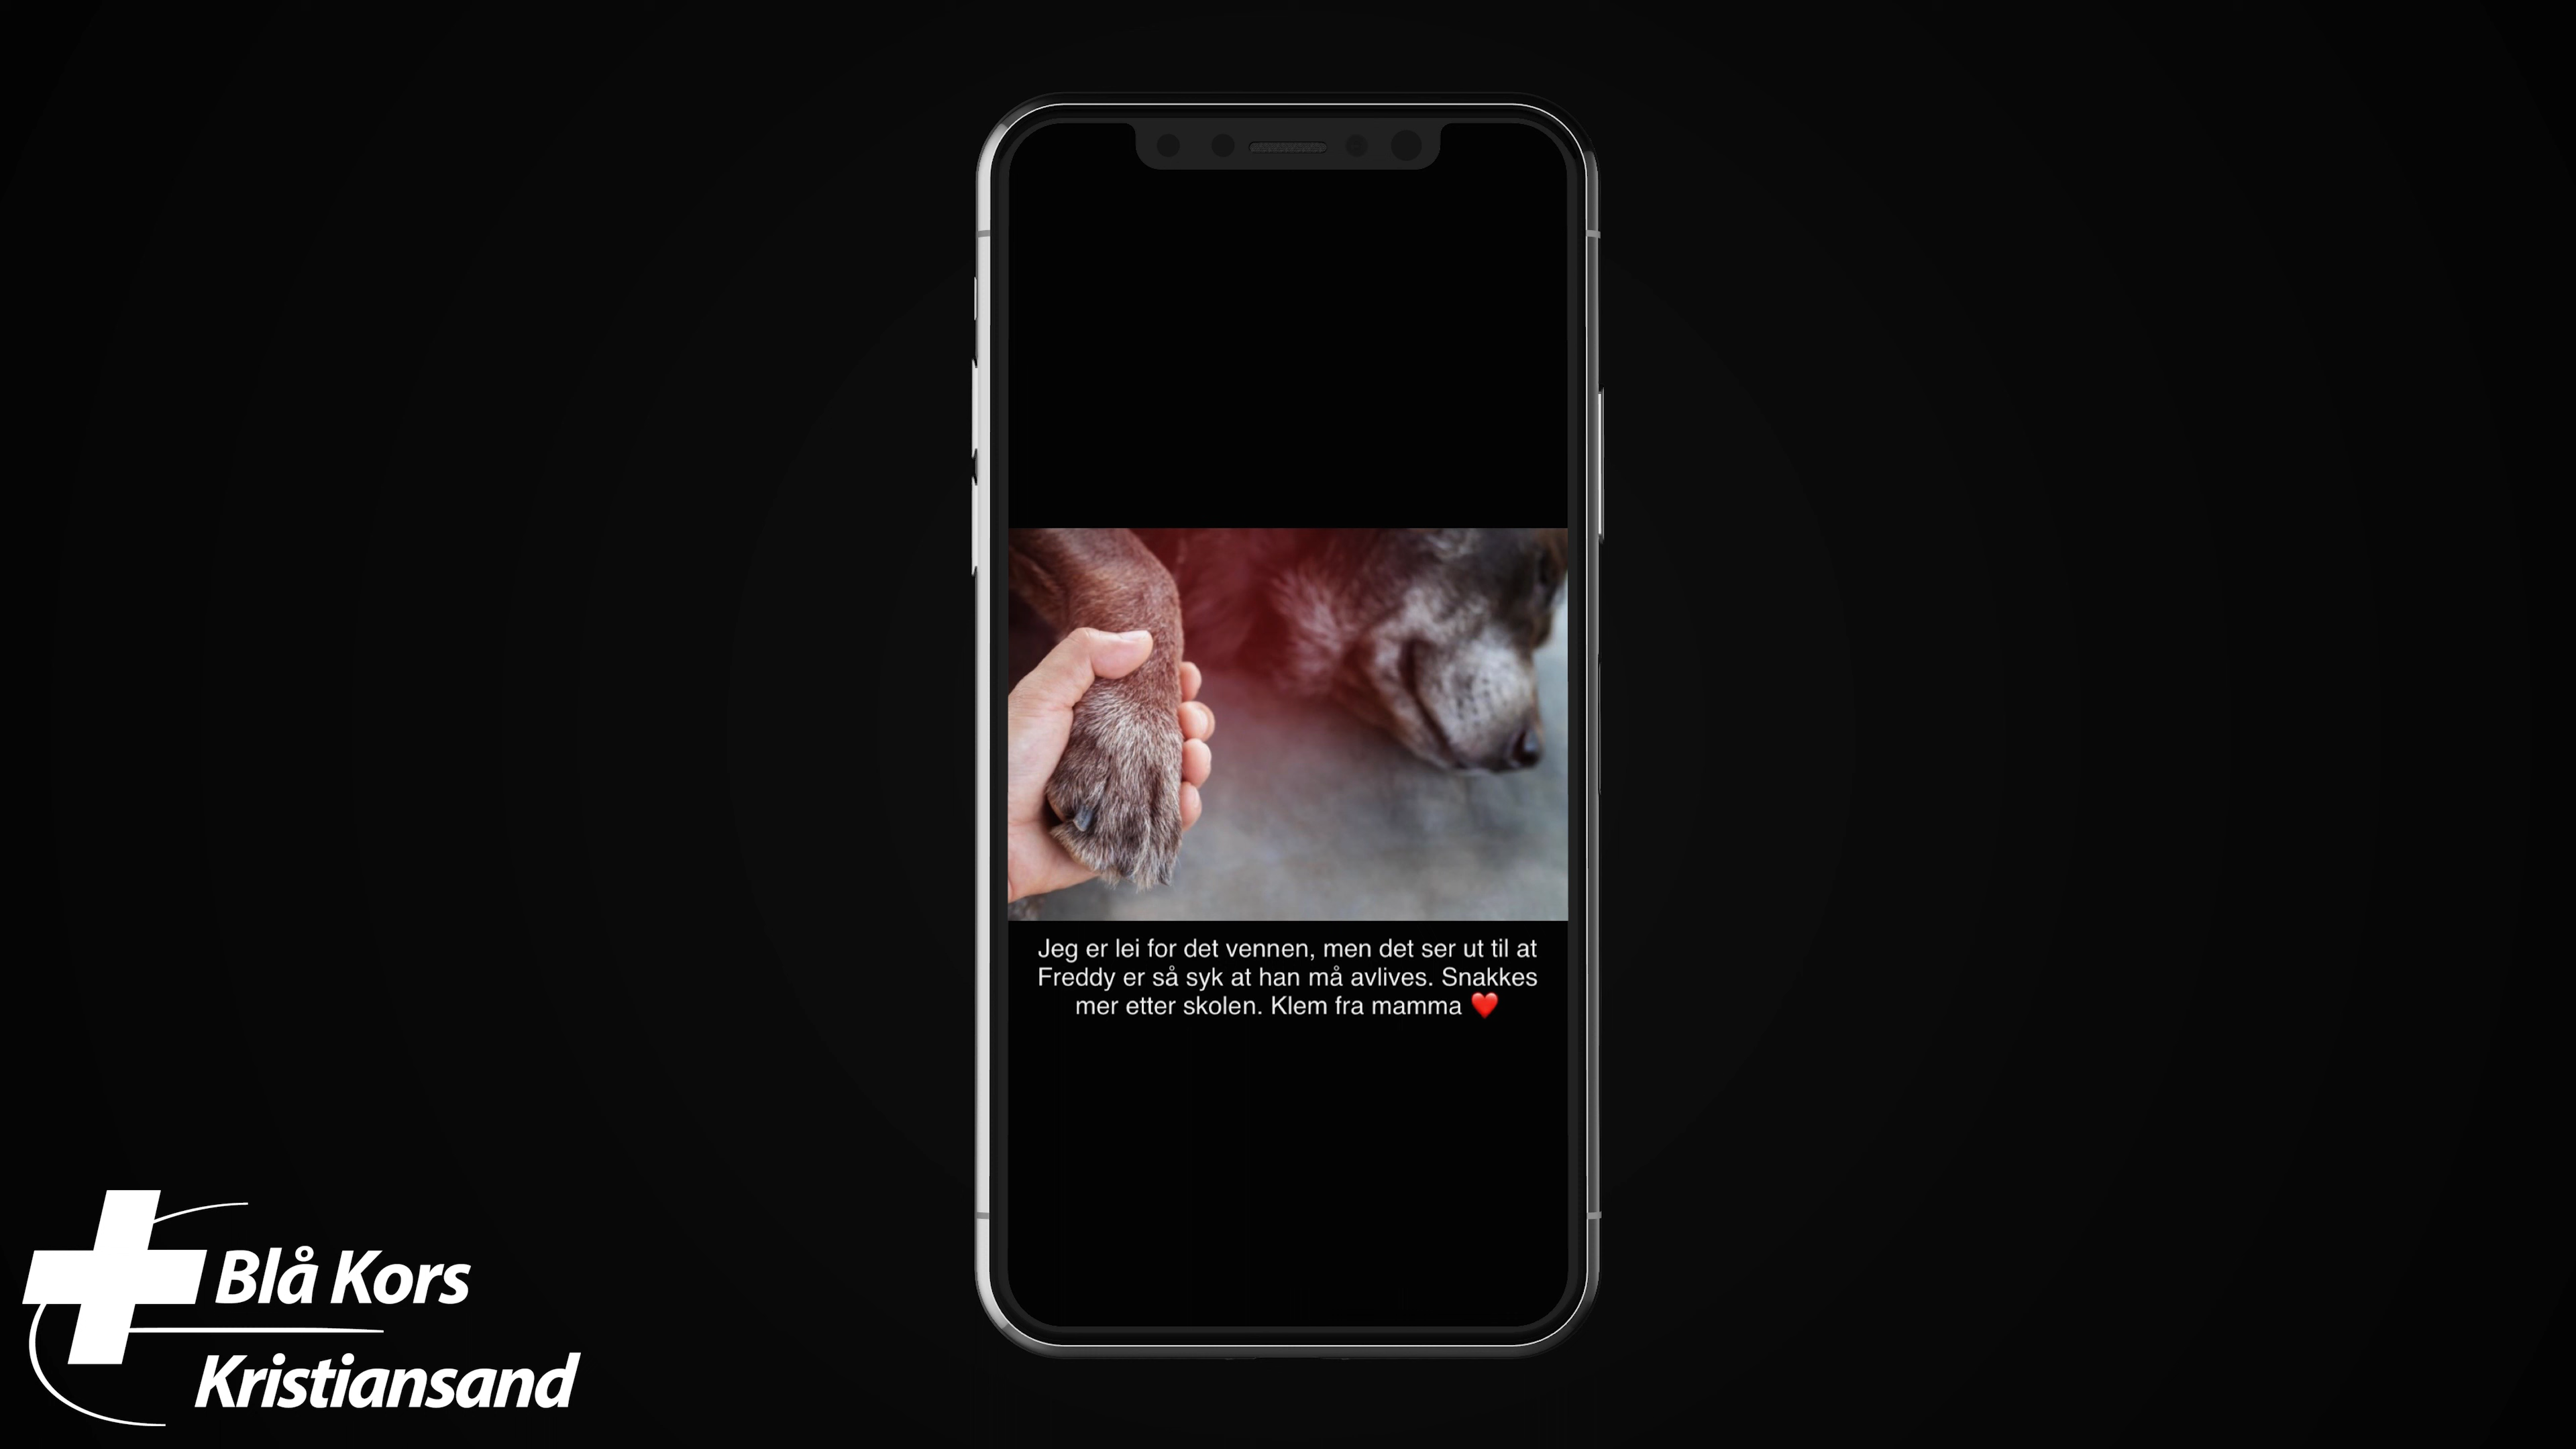 Jeg er lei for det vennen, men det ser ut til at
Freddy er så syk at han må avlives. Snakkes
mer etter skolen. Klem fra mamma ❤️
Blå Kors
Kristiansand